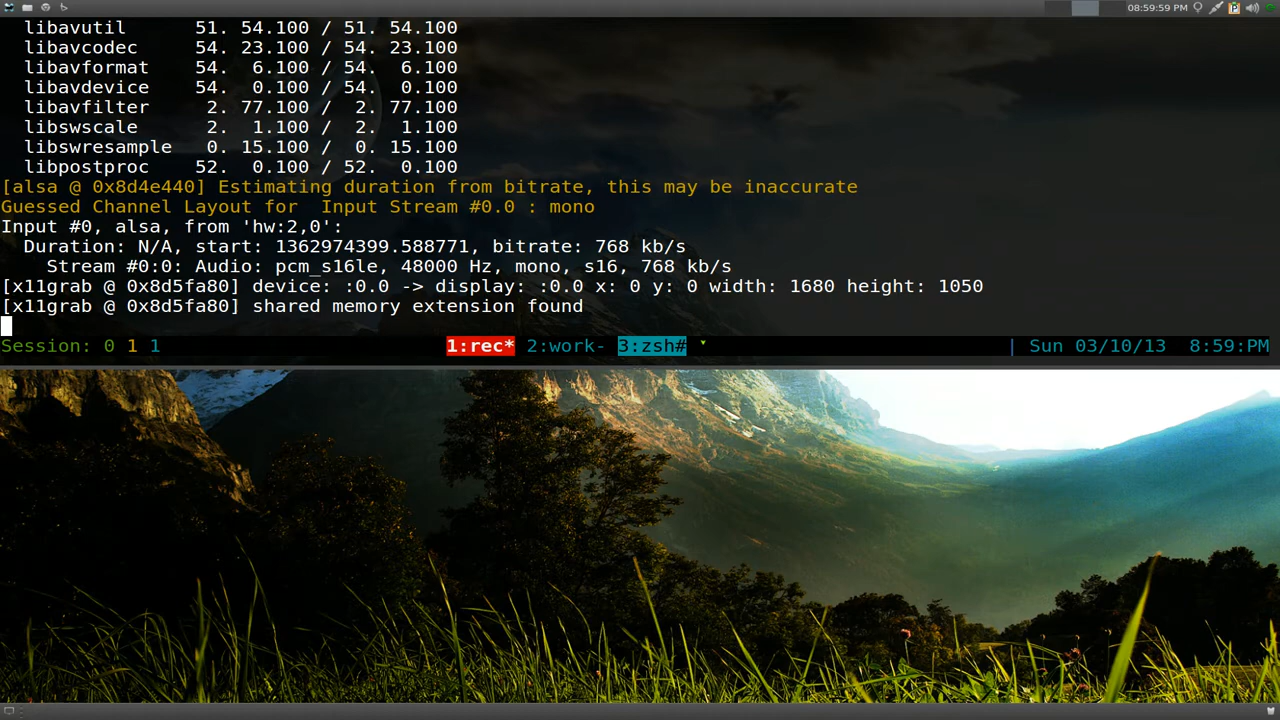 08:59:59 PM
libavutil 51. 54.100 / 51. 54.100
libavcodec 54. 23.100 / 54. 23.100
libavformat 54. 6.100 / 54. 6.100
libavdevice 54. 0.100 / 54. 0.100
libavfilter 2. 77.100 / 2. 77.100
libswscale 2. 1.100 / 2. 1.100
libswresample 0. 15.100 / 0. 15.100
libpostproc 52. 0.100 / 52. 0.100
[alsa @ 0x8d4e440] Estimating duration from bitrate, this may be inaccurate
Guessed Channel Layout for  Input Stream #0.0 : mono
Input #0, alsa, from 'hw:2,0':
Duration: N/A, start: 1362974399.588771, bitrate: 768 kb/s
Stream #0:0: Audio: pcm_s16le, 48000 Hz, mono, s16, 768 kb/s
[x11grab @ 0x8d5fa80] device: :0.0 -> display: :0.0 x: 0 y: 0 width: 1680 height: 1050
[x11grab @ 0x8d5fa80] shared memory extension found
Session: 0 1 1 1:rec* 2:work- 3:zsh# | Sun 03/10/13 8:59:PM